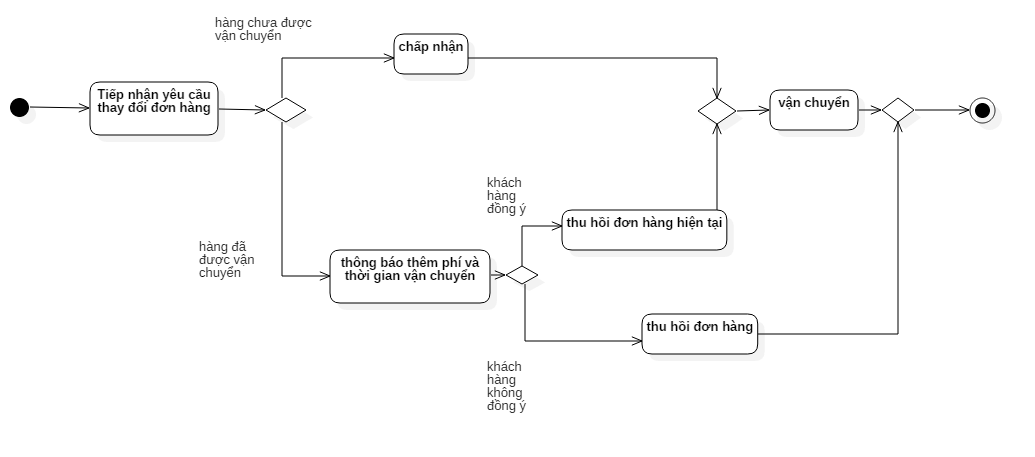 hàng chưa được
vận chuyển
chấp nhận
Tiếp nhận yêu cầu
thay đổi đơn hàng
vận chuyển
khách
hàng
đồng ý
thu hồi đơn hàng hiện tại
hàng đã
được vận
chuyển
thông báo thêm phí và
thời gian vận chuyển
thu hồi đơn hàng
khách
hàng
không
đồng ý